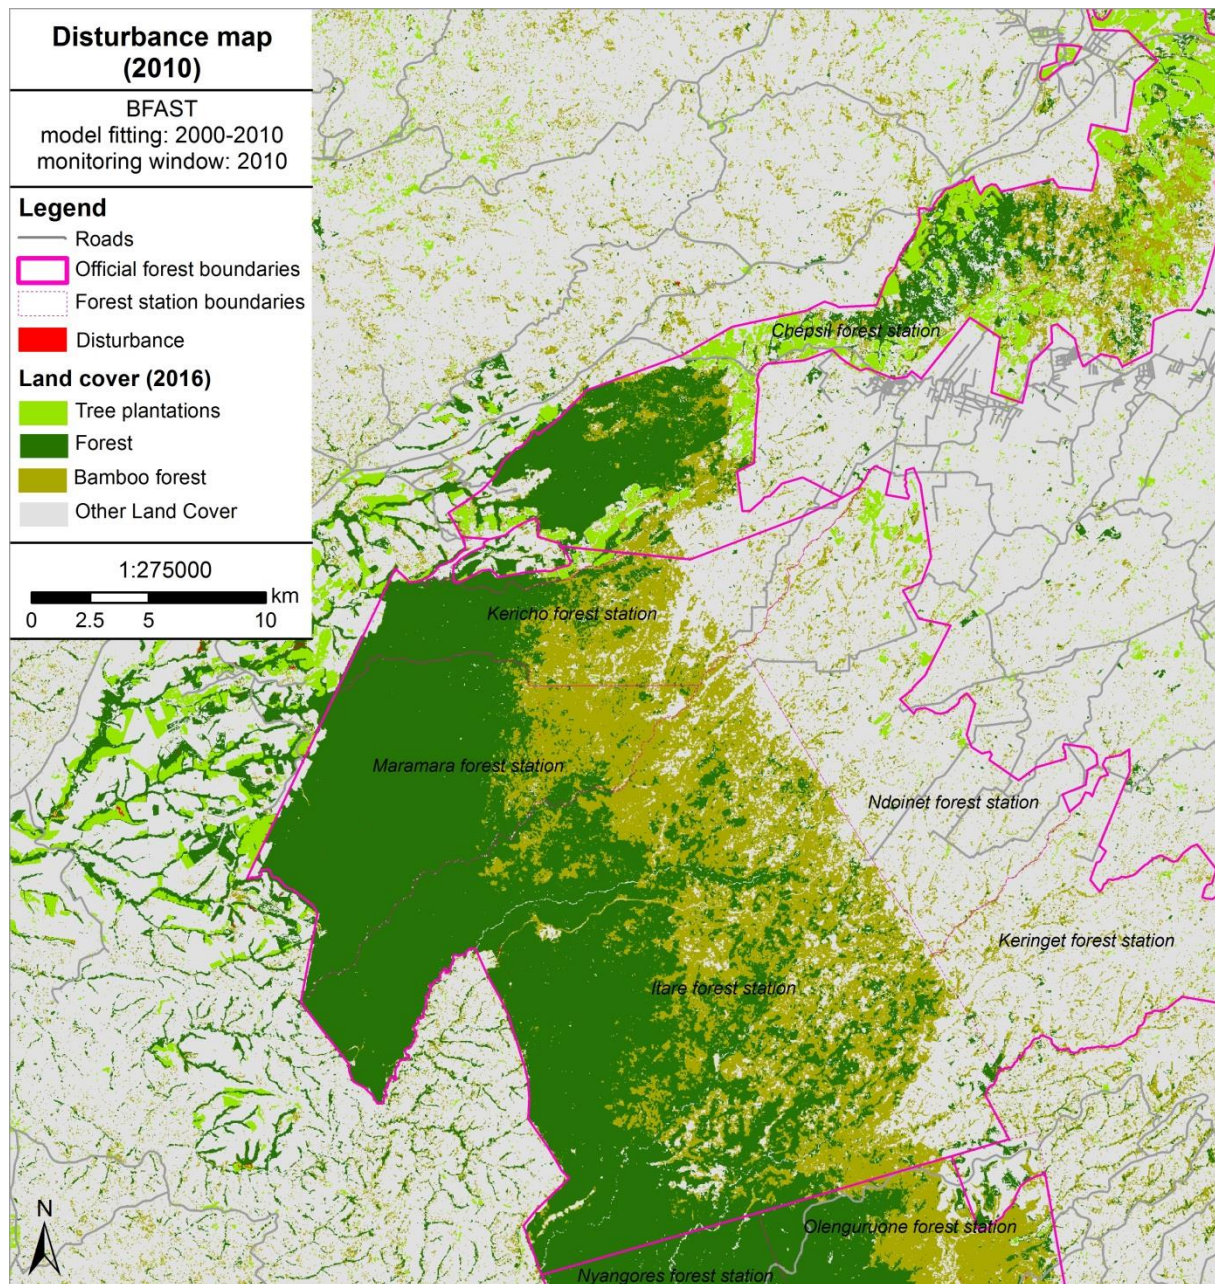 Disturbance map
(2010)
BFAST
model fitting: 2000-2010
monitoring window: 2010
Legend
Roads
Official forest boundaries
Forest station boundaries
Disturbance
Land cover (2016)
Tree plantations
Forest
Bamboo forest
Other Land Cover
1:275000
km
0 2.5 5 10
Chepsil forest station
Kericho forest station
Maramara forest station
Ndoinet forest station
Keringet forest station
Itare forest station
Olenguruone forest station
Nyangores forest station
N